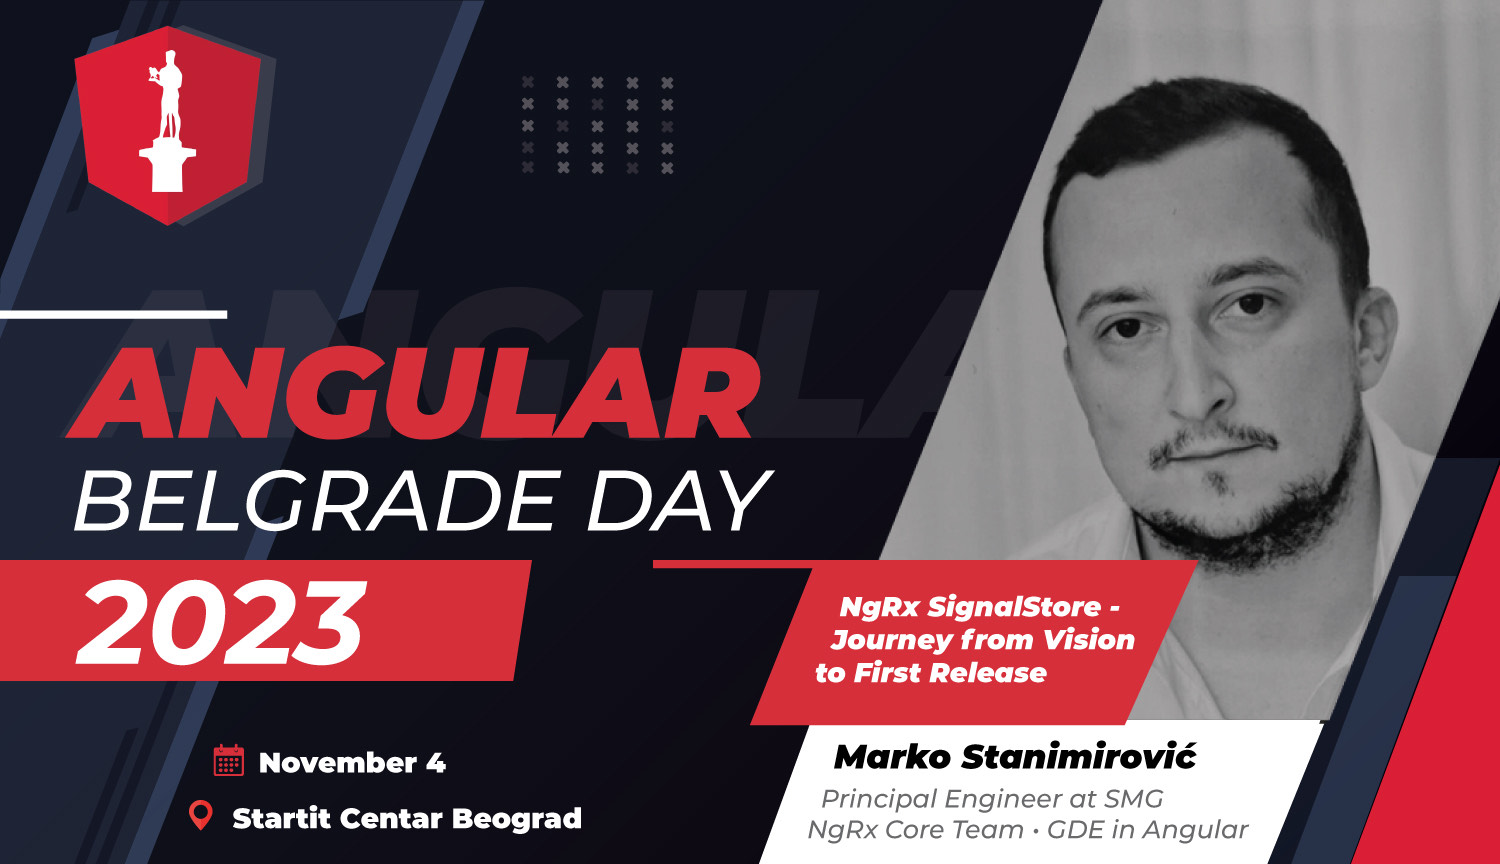 ANGULAR
BELGRADE DAY
2023
November 4
Startit Centar Beograd
NgRx SignalStore -
Journey from Vision
to First Release
Marko Stanimirović
Principal Engineer at SMG
NgRx Core Team • GDE in Angular
ANGULA